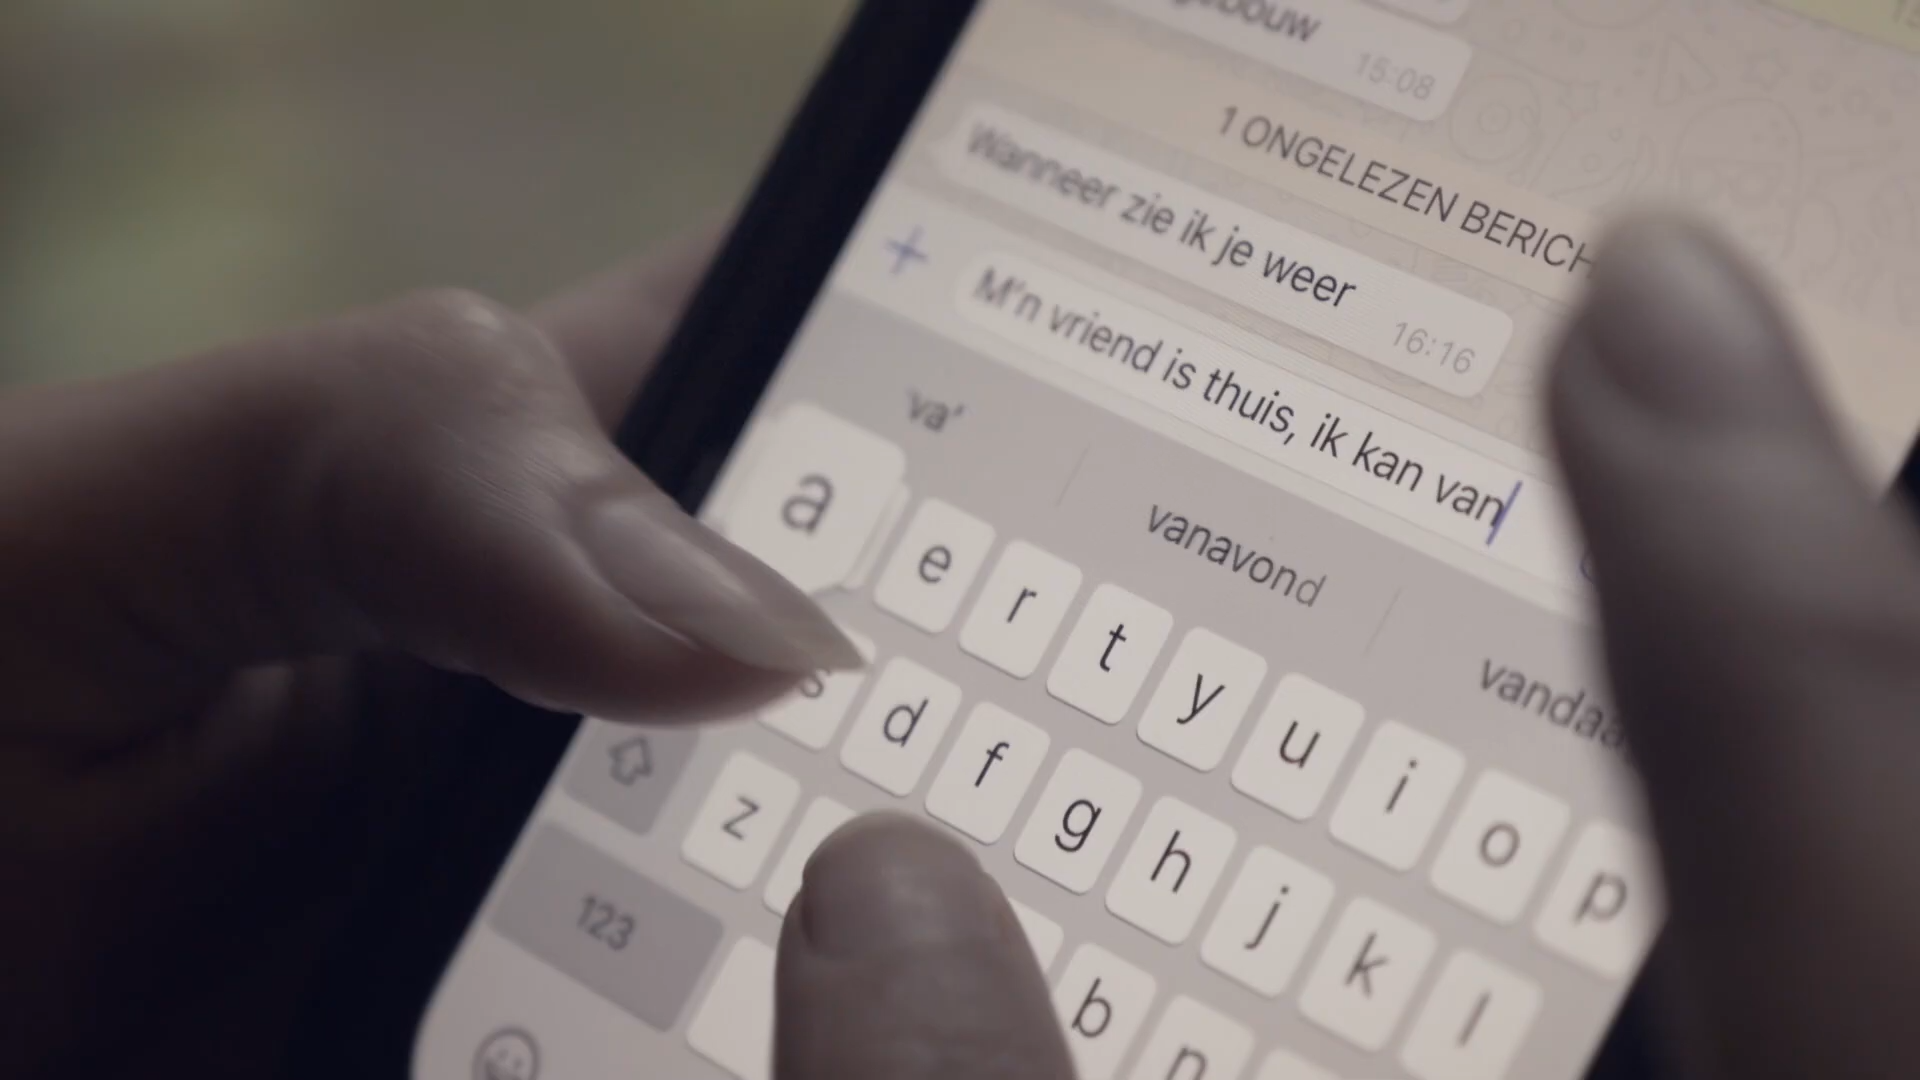 15:08
1 ONGELEZEN
Wanneer zie ik je weer
16:16
M'n vriend is thuis, ik kan van
'va'
vanavond
a
e r t y u i o p
s d f g h j k l
z
b n
123